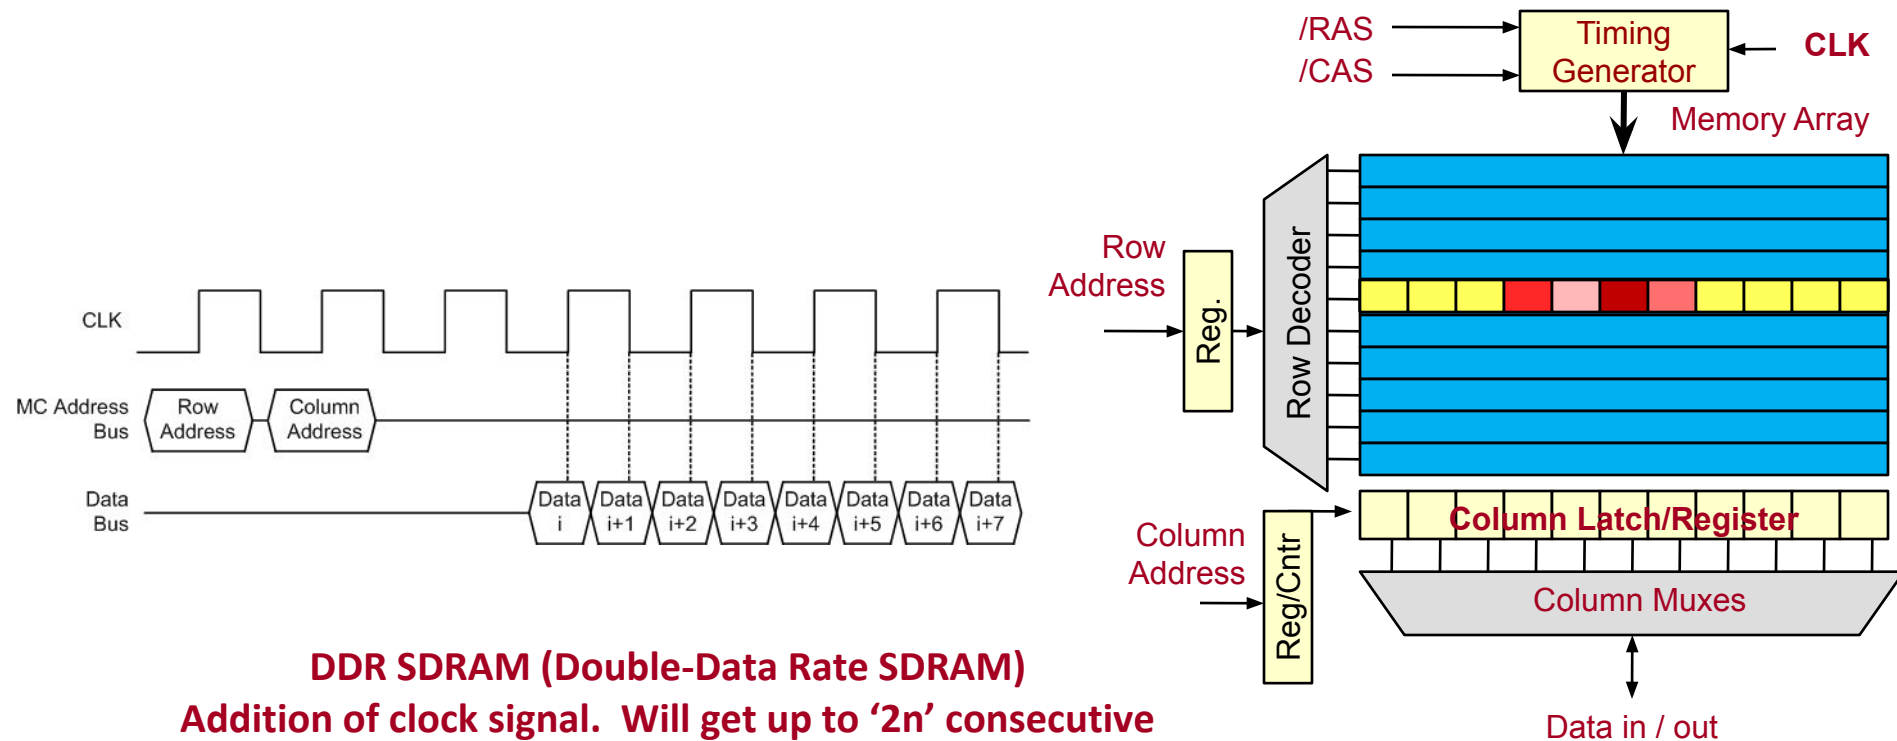 /RAS
/CAS
Timing
Generator
CLK
Memory Array
Row
Address
Reg.
Row Decoder
CLK
MC Address
Bus
Row
Address
Column
Address
Data
Bus
Data
i
Data
i+1
Data
i+2
Data
i+3
Data
i+4
Data
i+5
Data
i+6
Data
i+7
Column Latch/Register
Column
Address
Reg/Cntr
Column Muxes
Data in / out
DDR SDRAM (Double-Data Rate SDRAM)
Addition of clock signal.  Will get up to ‘2n’ consecutive